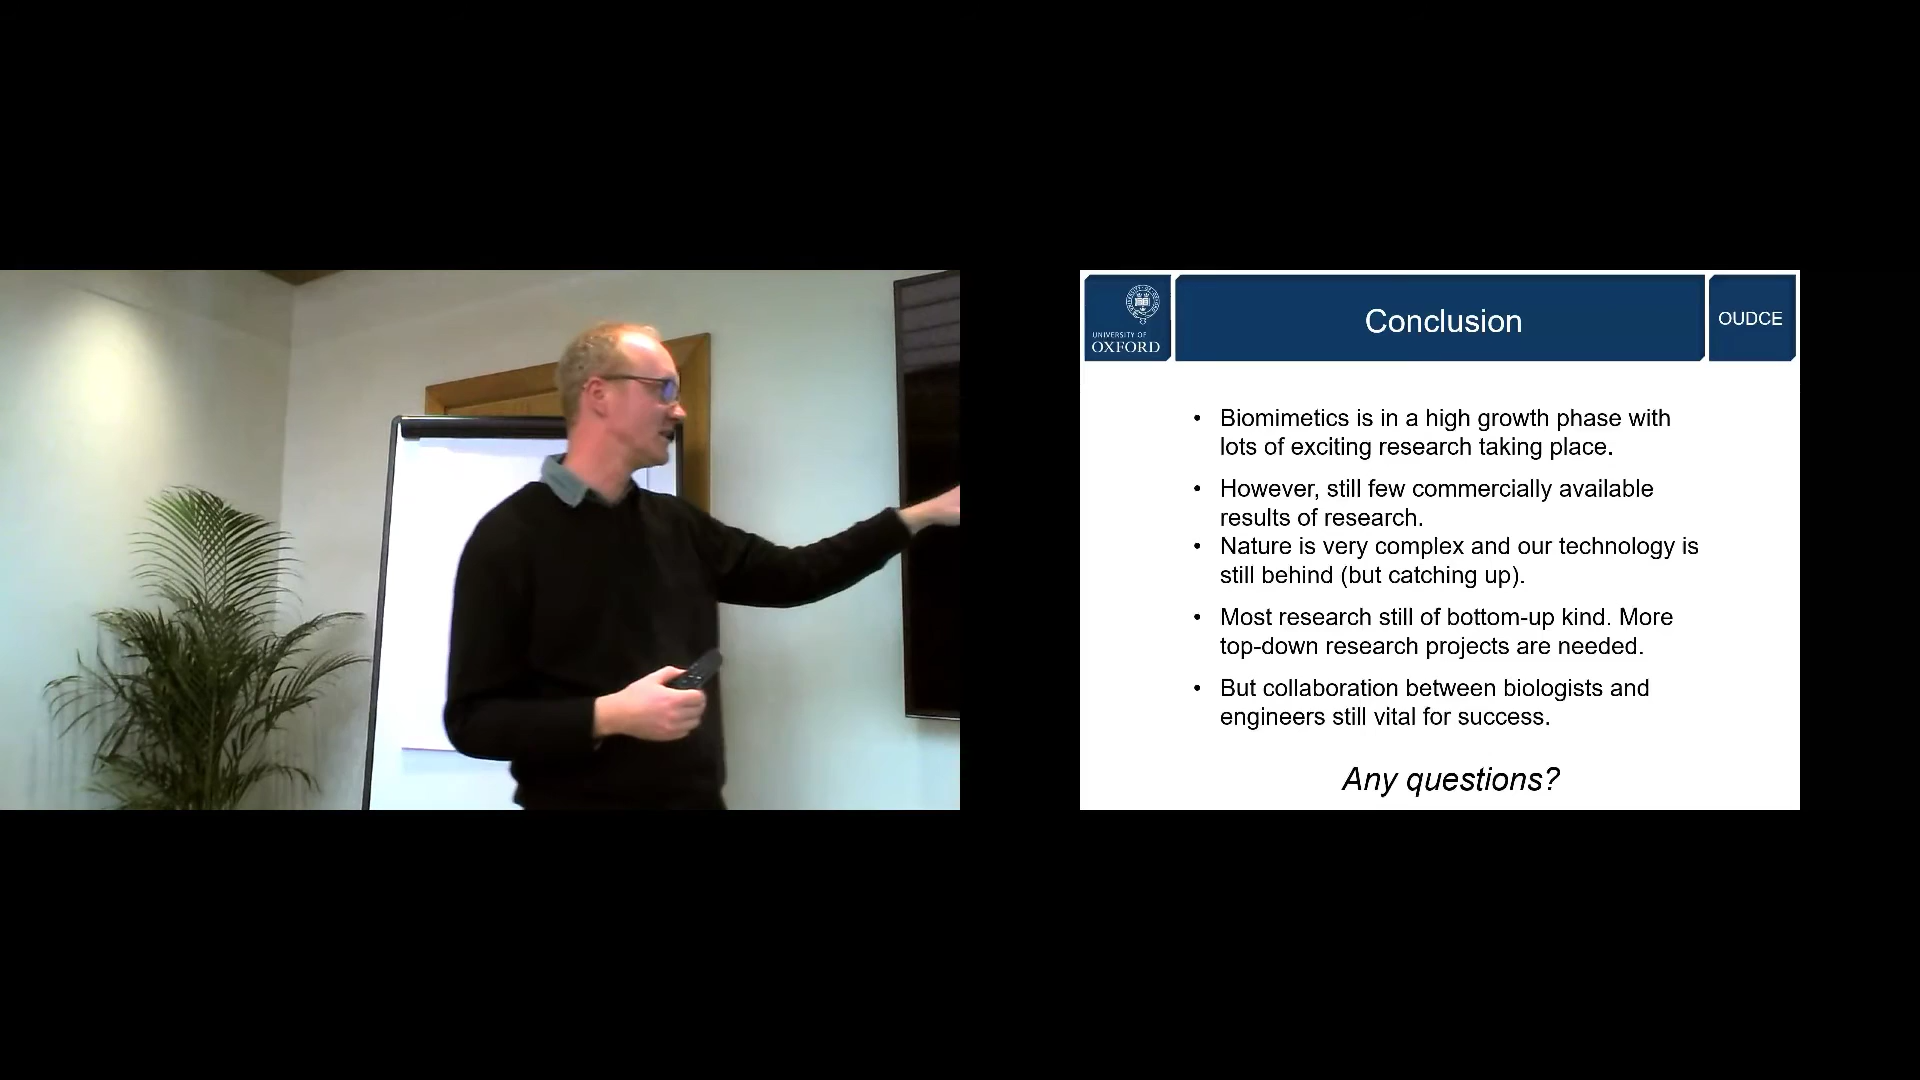 UNIVERSITY OF
OXFORD
Conclusion
OUDCE
• Biomimetics is in a high growth phase with
lots of exciting research taking place.
• However, still few commercially available
results of research.
• Nature is very complex and our technology is
still behind (but catching up).
• Most research still of bottom-up kind. More
top-down research projects are needed.
• But collaboration between biologists and
engineers still vital for success.
Any questions?